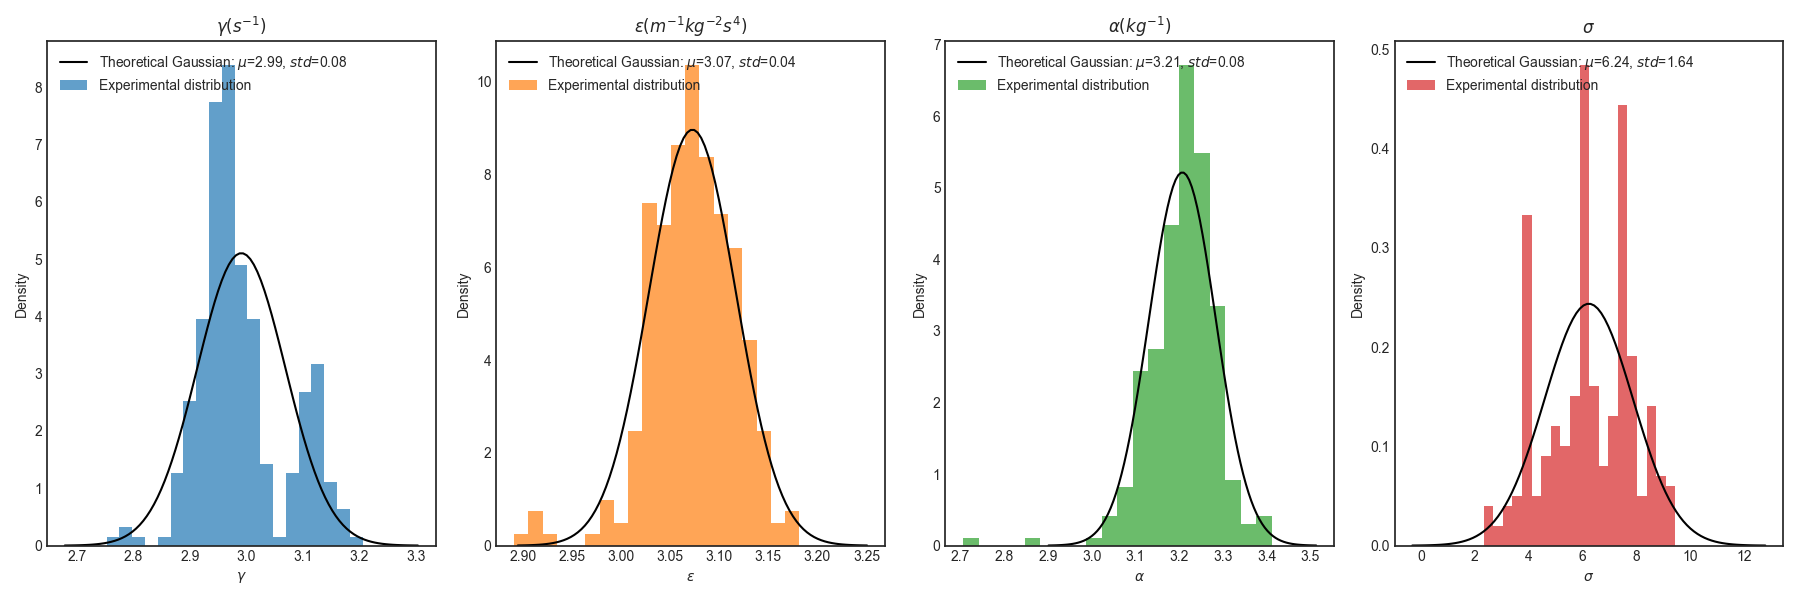 γ(s⁻¹)
Theoretical Gaussian: μ=2.99, std=0.08
Experimental distribution
Density
8
7
6
5
4
3
2
1
0
2.7 2.8 2.9 3.0 3.1 3.2 3.3
γ
ε(m⁻¹kg⁻²s⁴)
Theoretical Gaussian: μ=3.07, std=0.04
Experimental distribution
Density
10
8
6
4
2
0
2.90 2.95 3.00 3.05 3.10 3.15 3.20 3.25
ε
α(kg⁻¹)
Theoretical Gaussian: μ=3.21, std=0.08
Experimental distribution
Density
7
6
5
4
3
2
1
0
2.7 2.8 2.9 3.0 3.1 3.2 3.3 3.4 3.5
α
σ
Theoretical Gaussian: μ=6.24, std=1.64
Experimental distribution
Density
0.5
0.4
0.3
0.2
0.1
0.0
0 2 4 6 8 10 12
σ